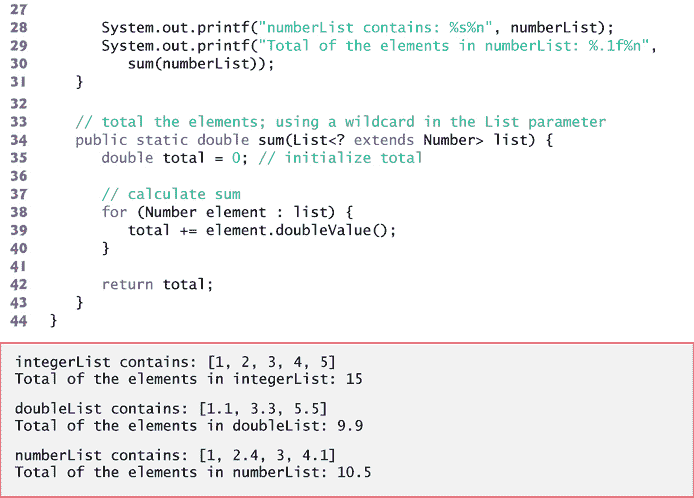 27
28 System.out.printf("numberList contains: %s%n", numberList);
29 System.out.printf("Total of the elements in numberList: %.1f%n",
30 sum(numberList));
31 }
32
33 // total the elements; using a wildcard in the List parameter
34 public static double sum(List<? extends Number> list) {
35 double total = 0; // initialize total
36
37 // calculate sum
38 for (Number element : list) {
39 total += element.doubleValue();
40 }
41
42 return total;
43 }
44 }
integerList contains: [1, 2, 3, 4, 5]
Total of the elements in integerList: 15
doubleList contains: [1.1, 3.3, 5.5]
Total of the elements in doubleList: 9.9
numberList contains: [1, 2.4, 3, 4.1]
Total of the elements in numberList: 10.5